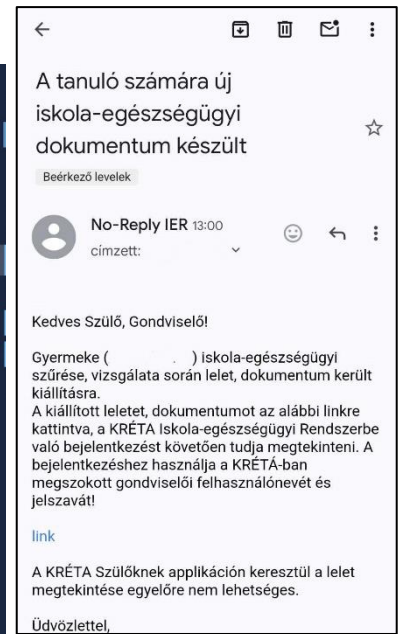 A tanuló számára új
iskola-egészségügyi
dokumentum készült
Beérkező levelek
No-Reply IER 13:00
címzett:
Kedves Szülő, Gondviselő!
Gyermeke ( . ) iskola-egészségügyi
szűrése, vizsgálata során lelet, dokumentum került
kiállításra.
A kiállított leletet, dokumentumot az alábbi linkre
kattintva, a KRÉTA Iskola-egészségügyi Rendszerbe
való bejelentkezést követően tudja megtekinteni. A
bejelentkezéshez használja a KRÉTÁ-ban
megszokott gondviselői felhasználónevét és
jelszavát!
link
A KRÉTA Szülőknek applikáción keresztül a lelet
megtekintése egyelőre nem lehetséges.
Üdvözlettel,